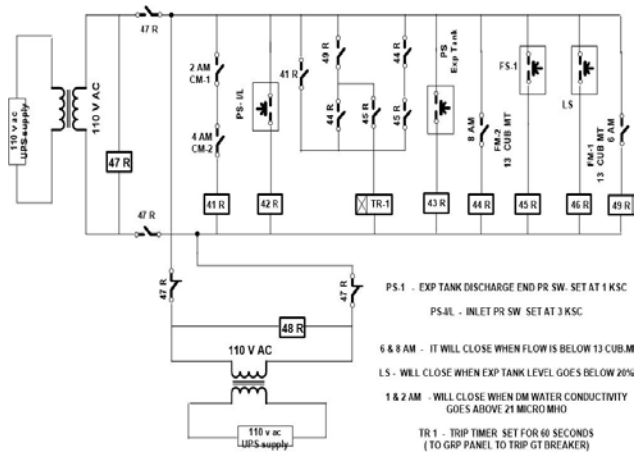 47 R
110 v ac
UPS supply
110 V AC
47 R
2 AM
CM-1
4 AM
CM-2
41 R
PS- I/L
42 R
41 R
49 R
44 R
45 R
44 R
45 R
TR-1
PS
Exp Tank
43 R
8 AM
FM-2
13 CUB MT
44 R
FS-1
45 R
LS
46 R
FM-1
13 CUB MT
6 AM
49 R
47 R
47 R
47 R
48 R
110 V AC
110 v ac
UPS supply
PS-1 - EXP TANK DISCHARGE END PR SW- SET AT 1 KSC
PS-I/L - INLET PR SW SET AT 3 KSC
6 & 8 AM - IT WILL CLOSE WHEN FLOW IS BELOW 13 CUB.M
LS - WILL CLOSE WHEN EXP TANK LEVEL GOES BELOW 20%
1 & 2 AM - WILL CLOSE WHEN DM WATER CONDUCTIVITY
GOES ABOVE 21 MICRO MHO
TR 1 - TRIP TIMER SET FOR 60 SECONDS
( TO GRP PANEL TO TRIP GT BREAKER)